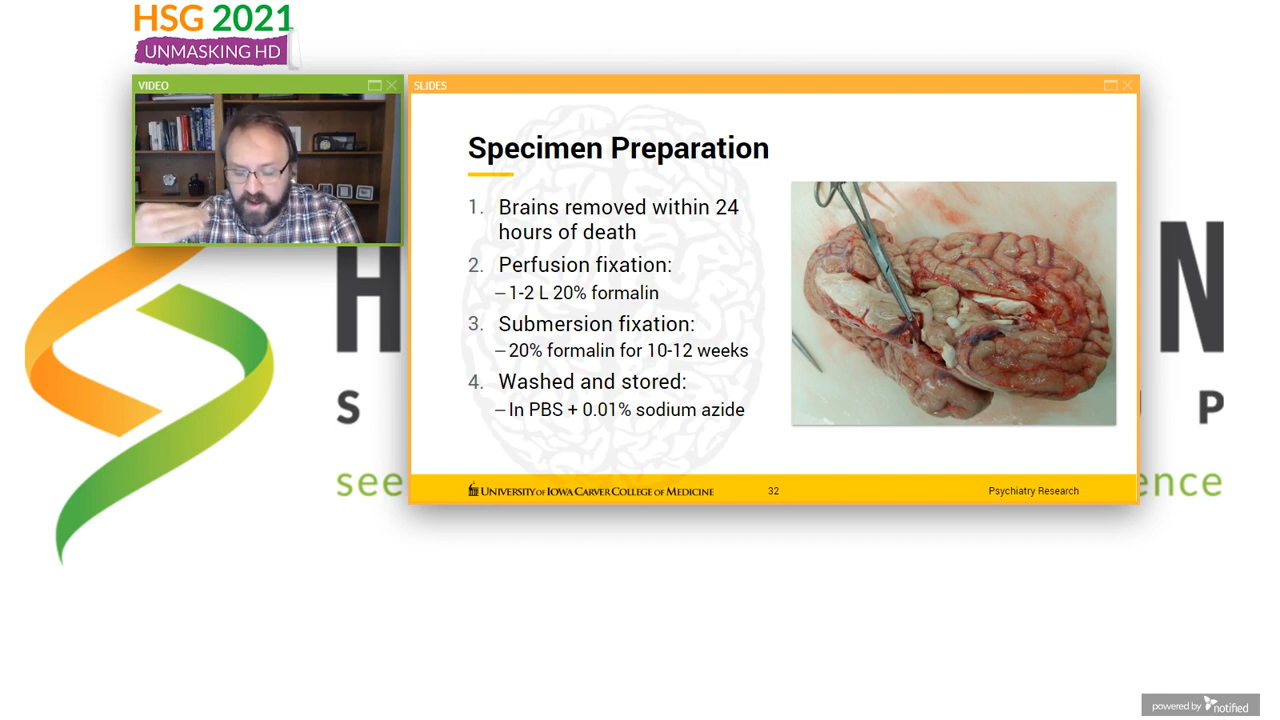 HSG 2021
UNMASKING HD
VIDEO
SLIDES
Specimen Preparation
1. Brains removed within 24
hours of death
2. Perfusion fixation:
– 1-2 L 20% formalin
3. Submersion fixation:
– 20% formalin for 10-12 weeks
4. Washed and stored:
– In PBS + 0.01% sodium azide
UNIVERSITY OF IOWA CARVER COLLEGE OF MEDICINE
32
Psychiatry Research
H
N
S
P
see
ence
powered by notified